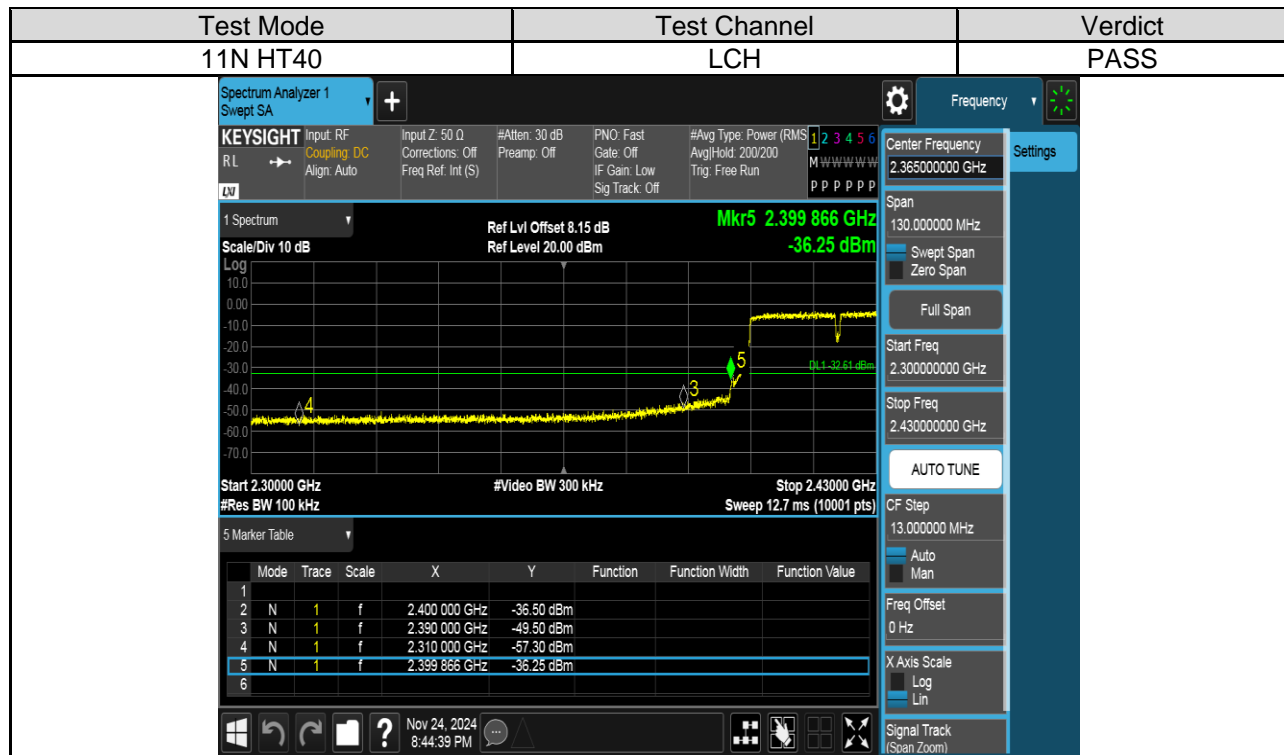 Test Mode Test Channel Verdict
11N HT40 LCH PASS
Spectrum Analyzer 1
Swept SA
+
Frequency
KEYSIGHT
RL
LXI
Input: RF
Coupling: DC
Align: Auto
Input Z: 50 Ω
Corrections: Off
Freq Ref: Int (S)
#Atten: 30 dB
Preamp: Off
PNO: Fast
Gate: Off
IF Gain: Low
Sig Track: Off
#Avg Type: Power (RMS
Avg|Hold: 200/200
Trig: Free Run
1 2 3 4 5 6
M W W W W W
P P P P P P
1 Spectrum
Scale/Div 10 dB
Ref Lvl Offset 8.15 dB
Ref Level 20.00 dBm
Mkr5 2.399 866 GHz
-36.25 dBm
Log
10.0
0.00
-10.0
-20.0
-30.0
-40.0
-50.0
-60.0
-70.0
4
3
5
DL1 -32.61 dBm
Start 2.30000 GHz #Video BW 300 kHz Stop 2.43000 GHz
#Res BW 100 kHz Sweep 12.7 ms (10001 pts)
5 Marker Table
Mode Trace Scale X Y Function Function Width Function Value
1
2 N 1 f 2.400 000 GHz -36.50 dBm
3 N 1 f 2.390 000 GHz -49.50 dBm
4 N 1 f 2.310 000 GHz -57.30 dBm
5 N 1 f 2.399 866 GHz -36.25 dBm
6
?
Nov 24, 2024
8:44:39 PM
Center Frequency
2.365000000 GHz
Settings
Span
130.000000 MHz
Swept Span
Zero Span
Full Span
Start Freq
2.300000000 GHz
Stop Freq
2.430000000 GHz
AUTO TUNE
CF Step
13.000000 MHz
Auto
Man
Freq Offset
0 Hz
X Axis Scale
Log
Lin
Signal Track
(Span Zoom)